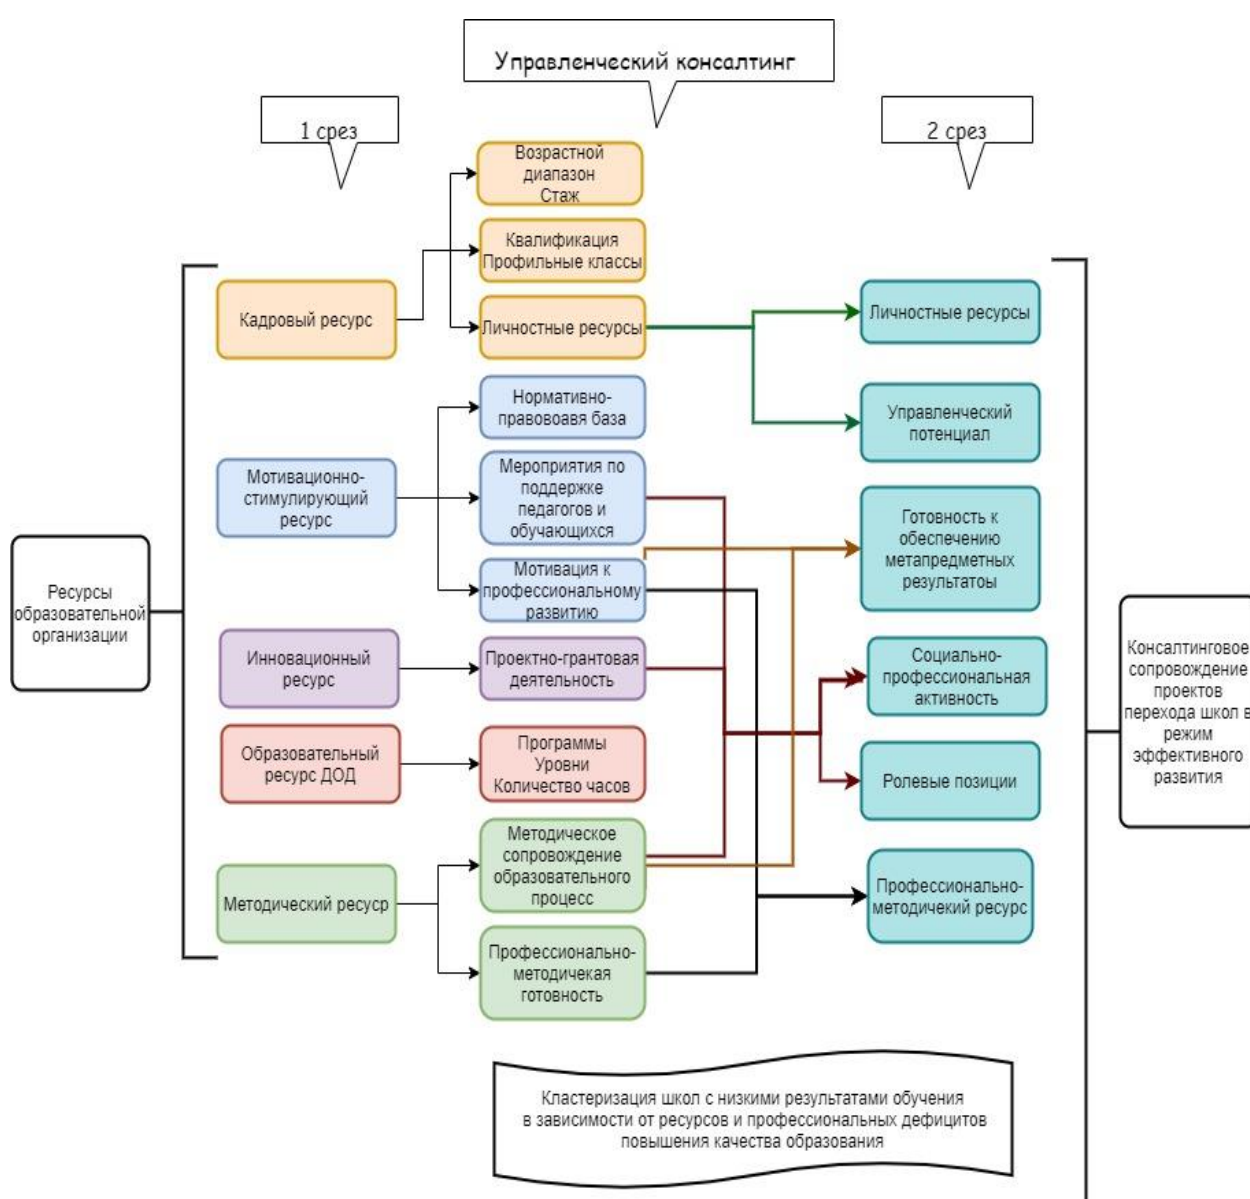 Управленческий консалтинг
1 срез
2 срез
Ресурсы
образовательной
организации
Кадровый ресурс
Мотивационно-
стимулирующий
ресурс
Инновационный
ресурс
Образовательный
ресурс ДОД
Методический ресуср
Возрастной
диапазон
Стаж
Квалификация
Профильные классы
Личностные ресурсы
Нормативно-
правовоавя база
Мероприятия по
поддержке
педагогов и
обучающихся
Мотивация к
профессиональному
развитию
Проектно-грантовая
деятельность
Программы
Уровни
Количество часов
Методическое
сопровождение
образовательного
процесс
Профессионально-
методичекая
готовность
Личностные ресурсы
Управленческий
потенциал
Готовность к
обеспечению
метапредметных
результатоы
Социально-
профессиональная
активность
Ролевые позиции
Профессионально-
методичекий ресурс
Консалтинговое
сопровождение
проектов
перехода школ в
режим
эффективного
развития
Кластеризация школ с низкими результатами обучения
в зависимости от ресурсов и профессиональных дефицитов
повышения качества образования